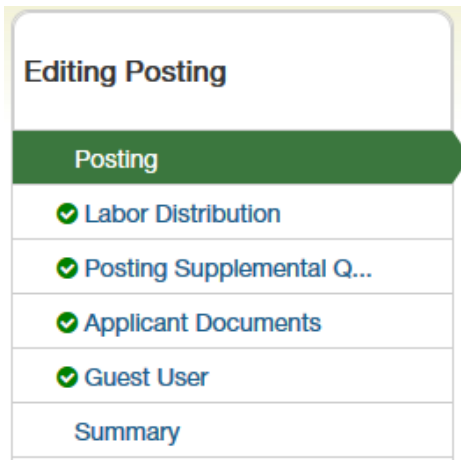 Editing Posting
Posting
Labor Distribution
Posting Supplemental Q...
Applicant Documents
Guest User
Summary